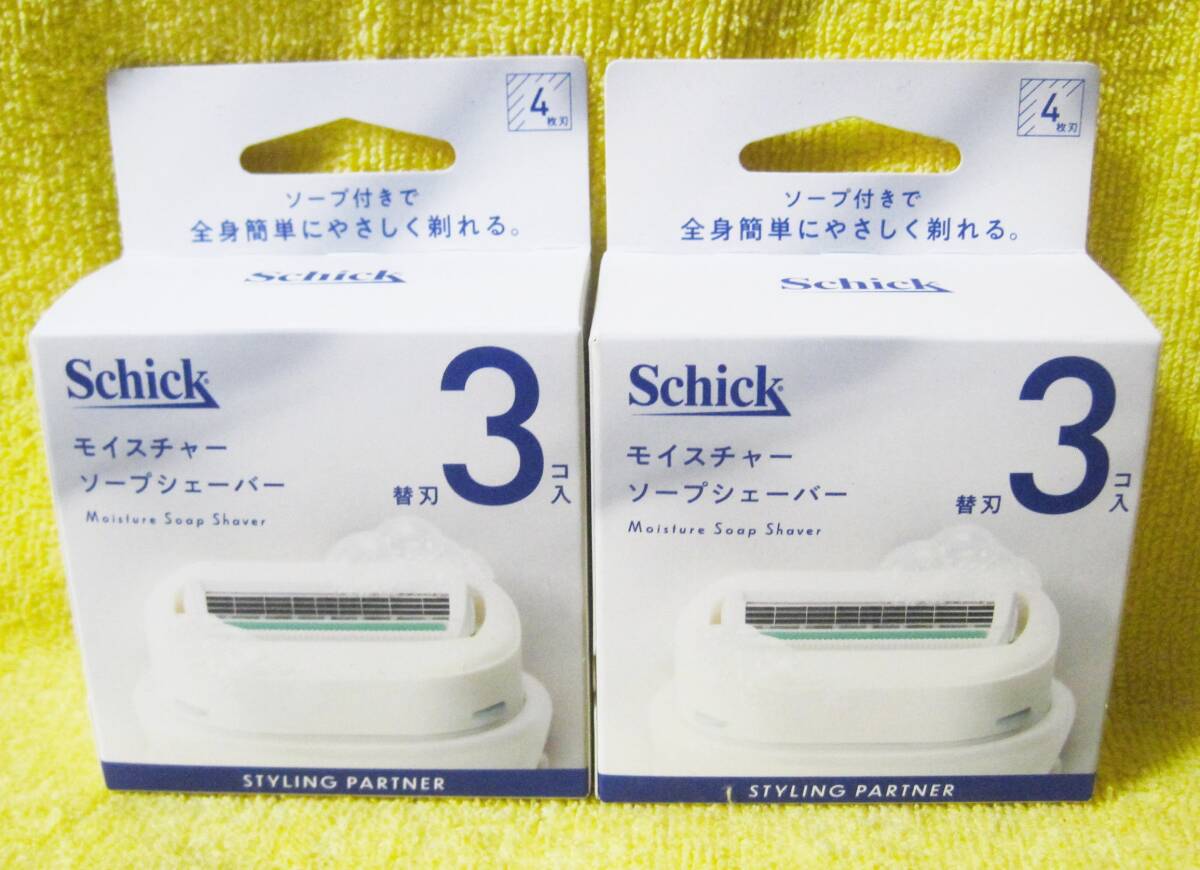 4
枚刃
ソープ付きで
全身簡単にやさしく剃れる。
Schick
Schick
モイスチャー
ソープシェーバー
Moisture Soap Shaver
替刃3コ入
STYLING PARTNER
4
枚刃
ソープ付きで
全身簡単にやさしく剃れる。
Schick
Schick
モイスチャー
ソープシェーバー
Moisture Soap Shaver
替刃3コ入
STYLING PARTNER